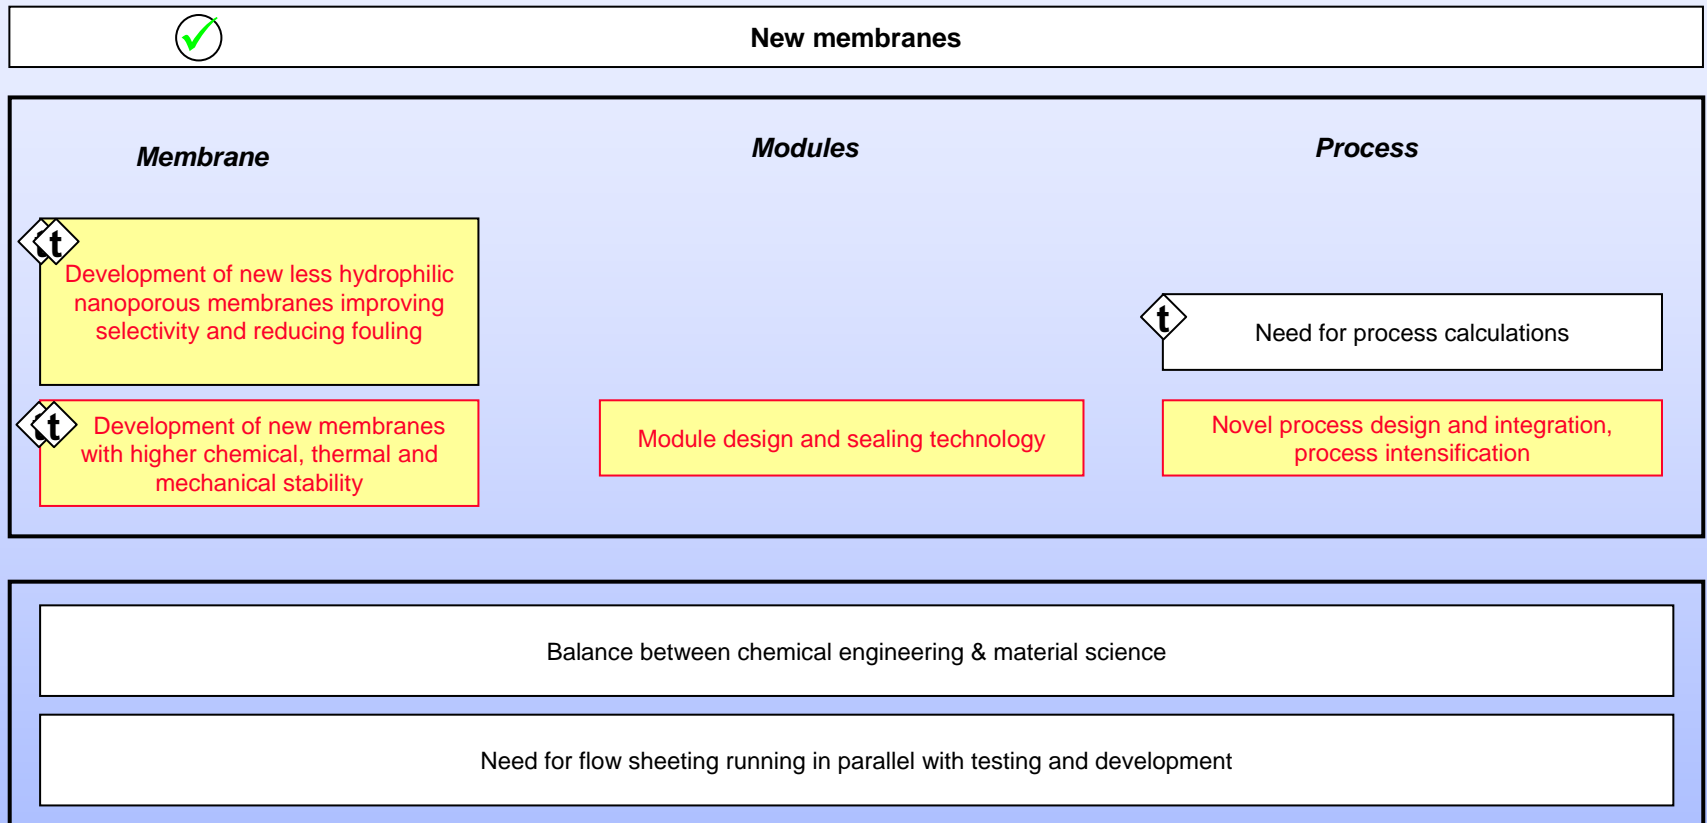 New membranes
Membrane
Modules
Process
t
Development of new less hydrophilic
nanoporous membranes improving
selectivity and reducing fouling
t
Need for process calculations
t
Development of new membranes
with higher chemical, thermal and
mechanical stability
Module design and sealing technology
Novel process design and integration,
process intensification
Balance between chemical engineering & material science
Need for flow sheeting running in parallel with testing and development